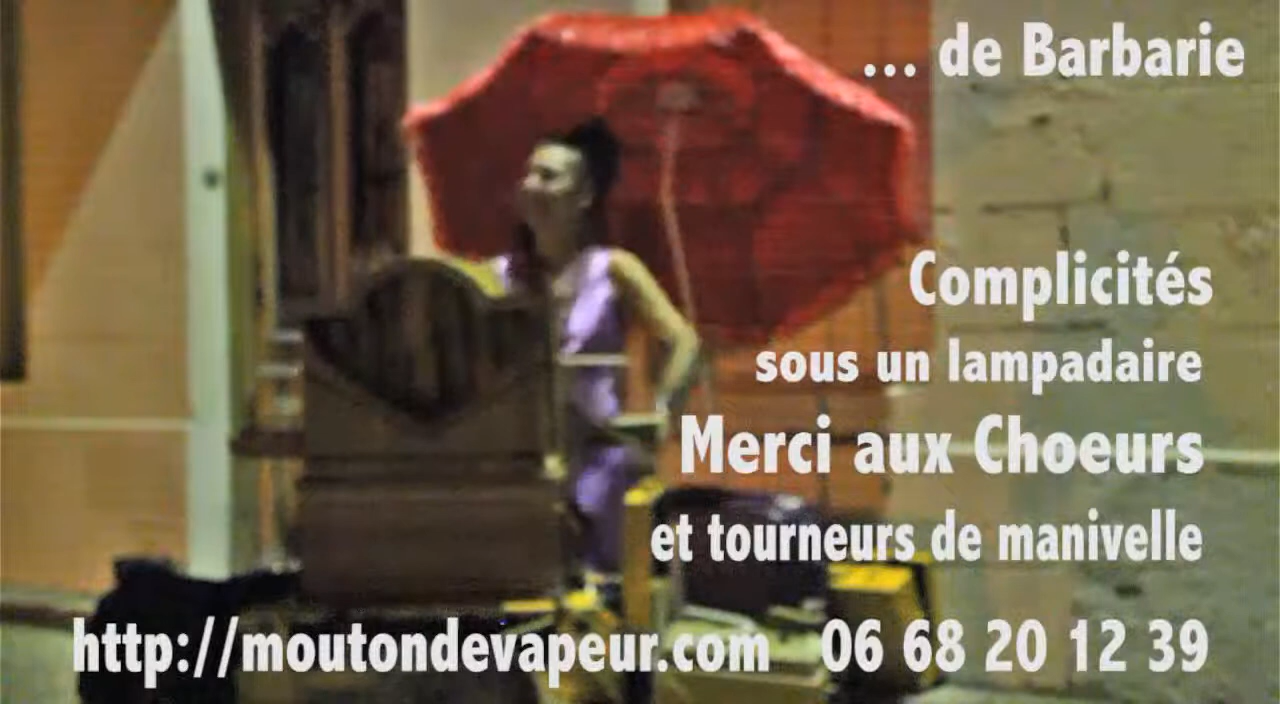 ... de Barbarie
Complicités
sous un lampadaire
Merci aux Choeurs
et tourneurs de manivelle
http://moutondevapeur.com 06 68 20 12 39